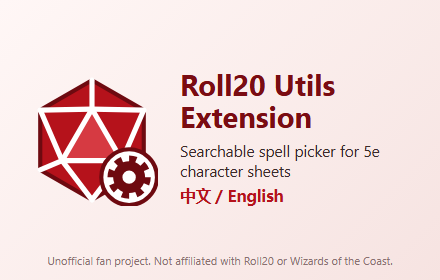 Roll20 Utils
Extension
Searchable spell picker for 5e
character sheets
中文 / English
Unofficial fan project. Not affiliated with Roll20 or Wizards of the Coast.